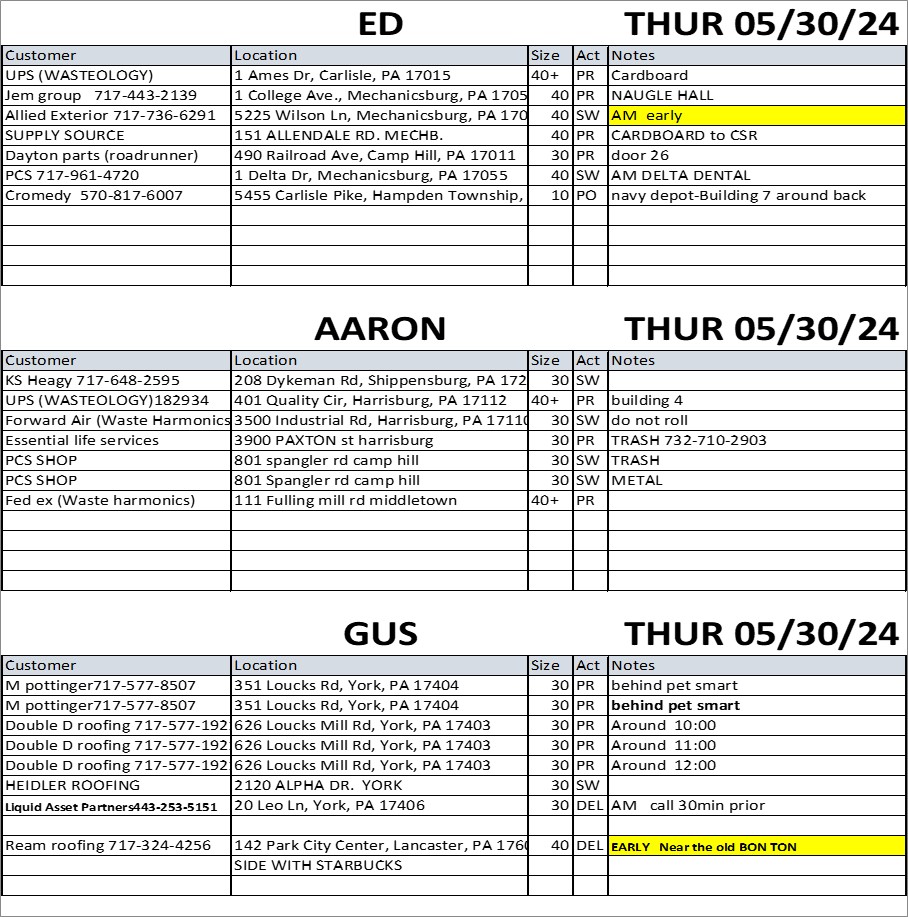 ED THUR 05/30/24
Customer Location Size Act Notes
UPS (WASTEOLOGY) 1 Ames Dr, Carlisle, PA 17015 40+ PR Cardboard
Jem group 717-443-2139 1 College Ave., Mechanicsburg, PA 1705 40 PR NAUGLE HALL
Allied Exterior 717-736-6291 5225 Wilson Ln, Mechanicsburg, PA 170 40 SW AM early
SUPPLY SOURCE 151 ALLENDALE RD. MECHB. 40 PR CARDBOARD to CSR
Dayton parts (roadrunner) 490 Railroad Ave, Camp Hill, PA 17011 30 PR door 26
PCS 717-961-4720 1 Delta Dr, Mechanicsburg, PA 17055 40 SW AM DELTA DENTAL
Cromedy 570-817-6007 5455 Carlisle Pike, Hampden Township, 10 PO navy depot-Building 7 around back
AARON THUR 05/30/24
Customer Location Size Act Notes
KS Heagy 717-648-2595 208 Dykeman Rd, Shippensburg, PA 172 30 SW
UPS (WASTEOLOGY)182934 401 Quality Cir, Harrisburg, PA 17112 40+ PR building 4
Forward Air (Waste Harmonics 3500 Industrial Rd, Harrisburg, PA 17110 30 SW do not roll
Essential life services 3900 PAXTON st harrisburg 30 PR TRASH 732-710-2903
PCS SHOP 801 spangler rd camp hill 30 SW TRASH
PCS SHOP 801 Spangler rd camp hill 30 SW METAL
Fed ex (Waste harmonics) 111 Fulling mill rd middletown 40+ PR
GUS THUR 05/30/24
Customer Location Size Act Notes
M pottinger717-577-8507 351 Loucks Rd, York, PA 17404 30 PR behind pet smart
M pottinger717-577-8507 351 Loucks Rd, York, PA 17404 30 PR behind pet smart
Double D roofing 717-577-192 626 Loucks Mill Rd, York, PA 17403 30 PR Around 10:00
Double D roofing 717-577-192 626 Loucks Mill Rd, York, PA 17403 30 PR Around 11:00
Double D roofing 717-577-192 626 Loucks Mill Rd, York, PA 17403 30 PR Around 12:00
HEIDLER ROOFING 2120 ALPHA DR. YORK 30 SW
Liquid Asset Partners443-253-5151 20 Leo Ln, York, PA 17406 30 DEL AM call 30min prior
Ream roofing 717-324-4256 142 Park City Center, Lancaster, PA 1760 40 DEL EARLY Near the old BON TON
SIDE WITH STARBUCKS